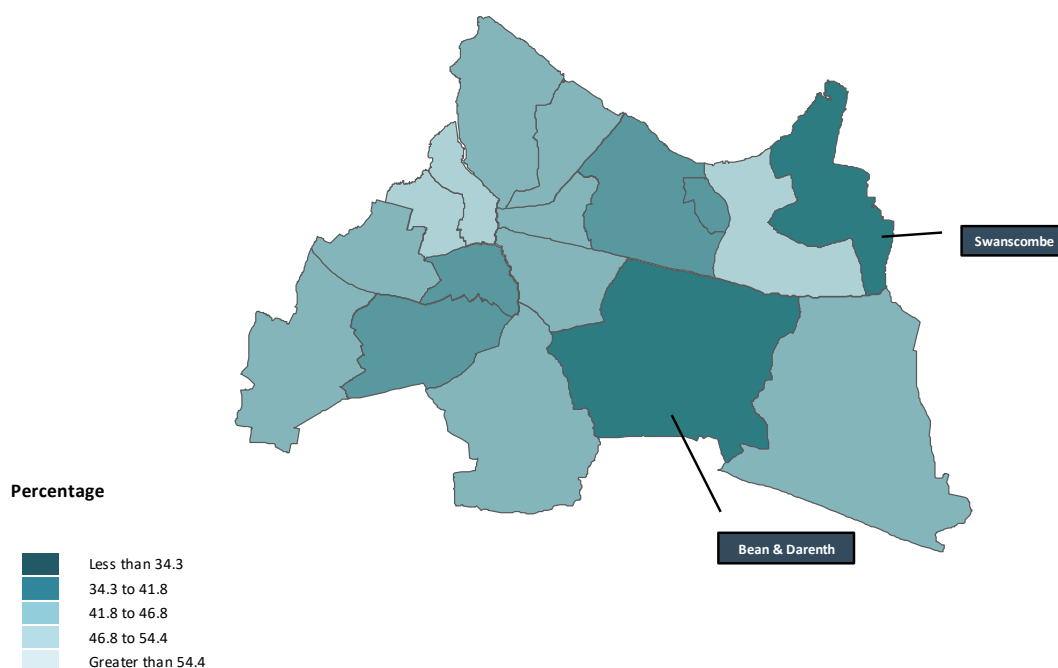 Swanscombe
Percentage
Bean & Darenth
Less than 34.3
34.3 to 41.8
41.8 to 46.8
46.8 to 54.4
Greater than 54.4